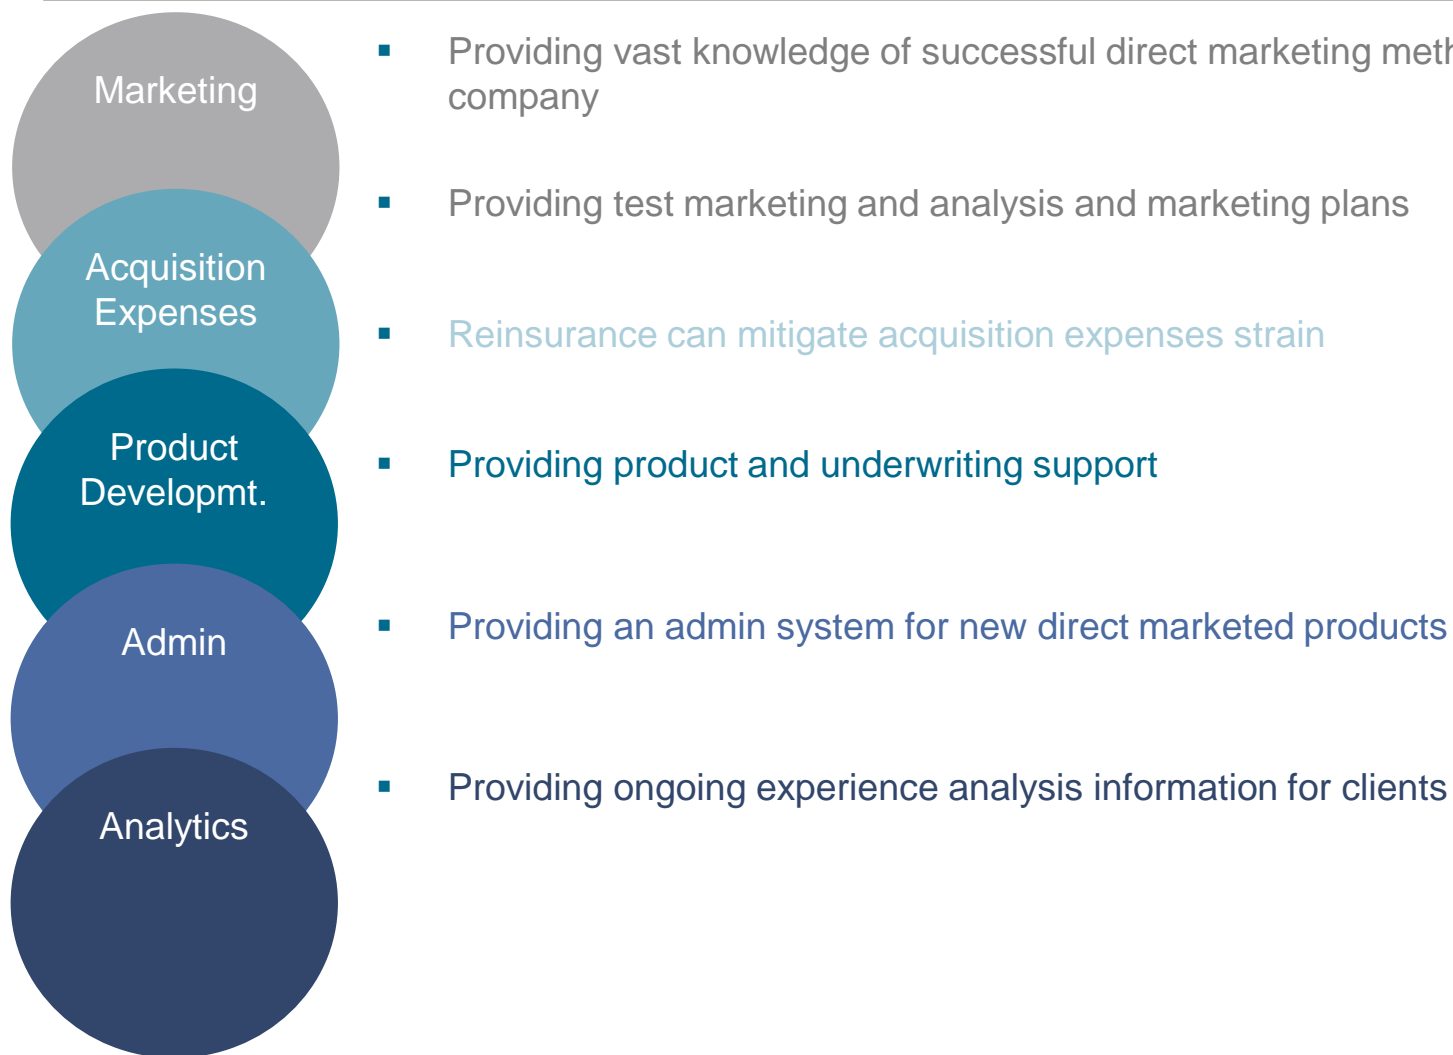 Marketing
▪ Providing vast knowledge of successful direct marketing
company
▪ Providing test marketing and analysis and marketing plans
Acquisition
Expenses
▪ Reinsurance can mitigate acquisition expenses strain
Product
Developmt.
▪ Providing product and underwriting support
Admin
▪ Providing an admin system for new direct marketed products
Analytics
▪ Providing ongoing experience analysis information for clients